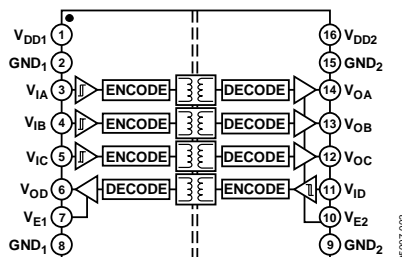 VDD1 1 16 VDD2
GND1 2 15 GND2
VIA 3 ENCODE DECODE 14 VOA
VIB 4 ENCODE DECODE 13 VOB
VIC 5 ENCODE DECODE 12 VOC
VOD 6 DECODE ENCODE 11 VID
VE1 7 10 VE2
GND1 8 9 GND2